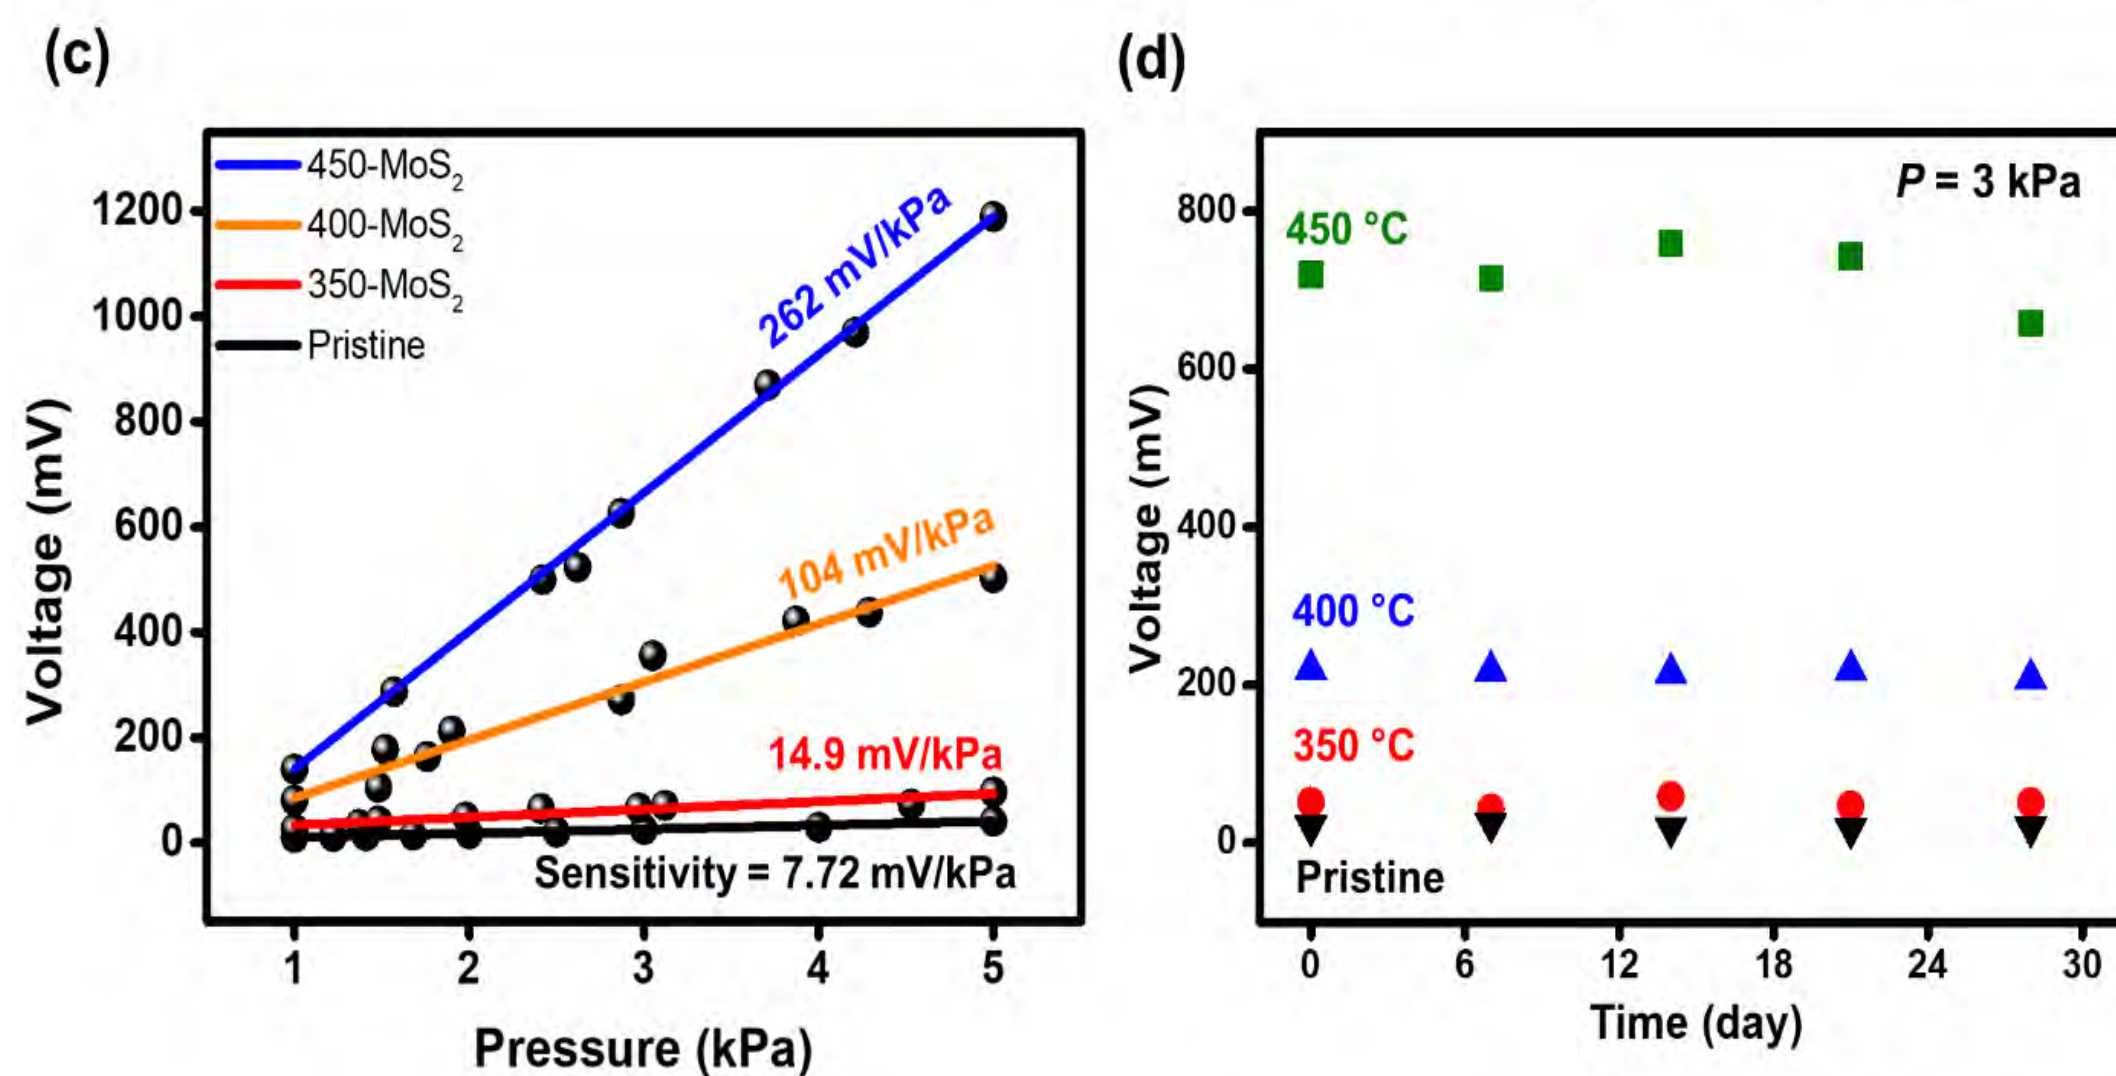 (c)
450-MoS₂
400-MoS₂
350-MoS₂
Pristine
262 mV/kPa
104 mV/kPa
14.9 mV/kPa
Sensitivity = 7.72 mV/kPa
1200
1000
800
600
400
200
0
Voltage (mV)
1 2 3 4 5
Pressure (kPa)
(d)
P = 3 kPa
450 °C
400 °C
350 °C
Pristine
800
600
400
200
0
Voltage (mV)
0 6 12 18 24 30
Time (day)